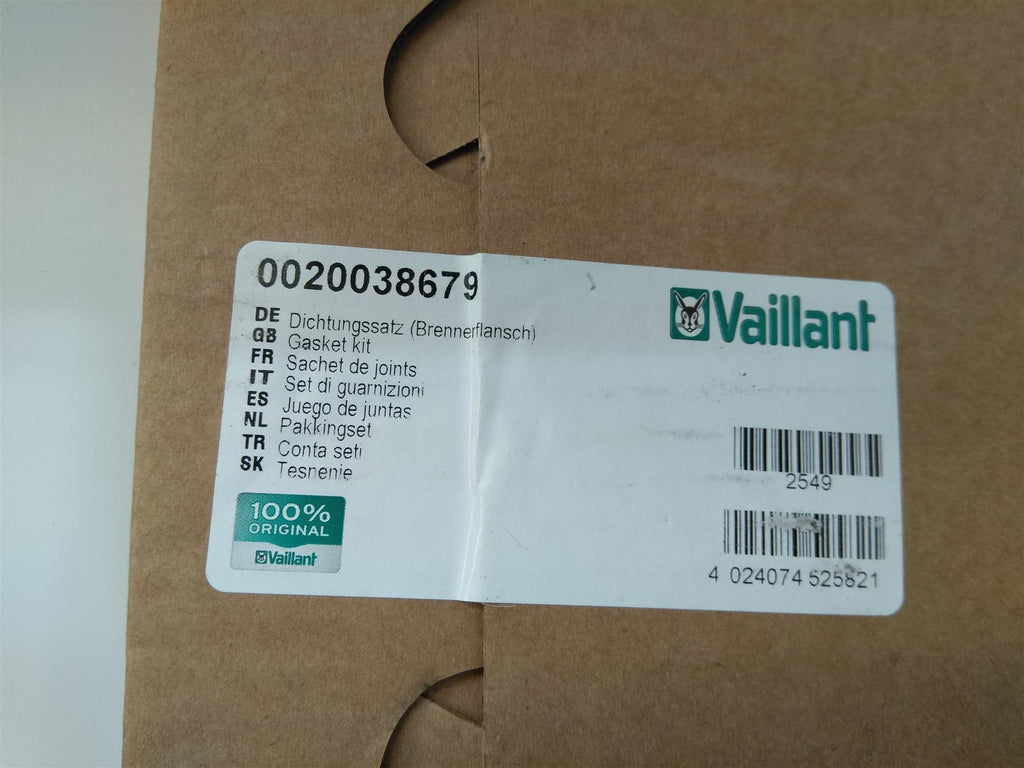 0020038679
Vaillant
DE Dichtungssatz (Brennerflansch)
GB Gasket kit
FR Sachet de joints
IT Set di guarnizioni
ES Juego de juntas
NL Pakkingset
TR Conta seti
SK Tesnenie
2549
100%
ORIGINAL
Vaillant
4 024074 525821